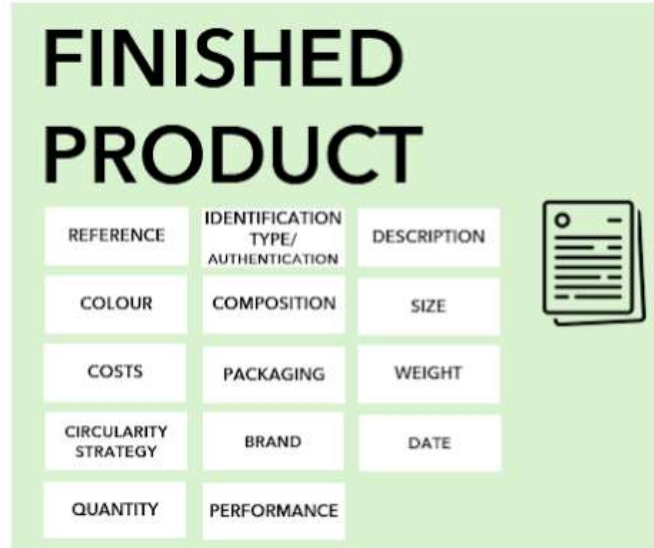 FINISHED
PRODUCT
REFERENCE
IDENTIFICATION
TYPE/
AUTHENTICATION
DESCRIPTION
COLOUR
COMPOSITION
SIZE
COSTS
PACKAGING
WEIGHT
CIRCULARITY
STRATEGY
BRAND
DATE
QUANTITY
PERFORMANCE